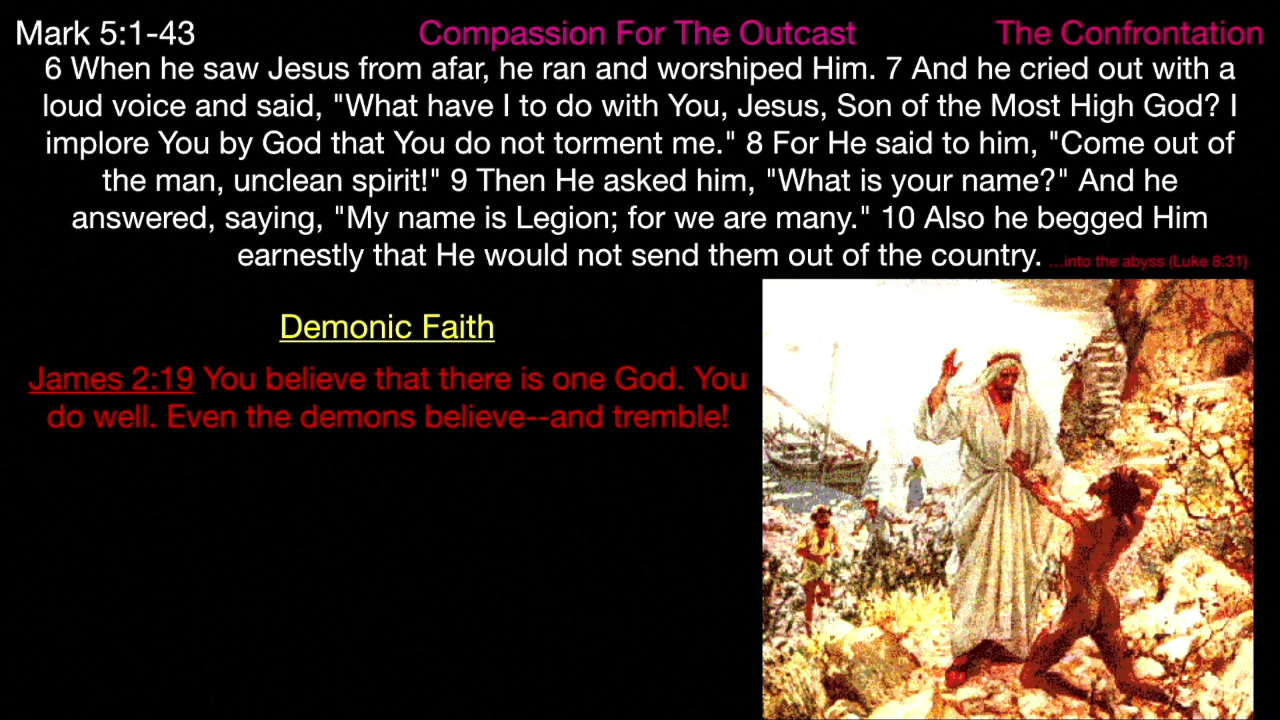 Mark 5:1-43 Compassion For The Outcast The Confrontation
6 When he saw Jesus from afar, he ran and worshiped Him. 7 And he cried out with a
loud voice and said, "What have I to do with You, Jesus, Son of the Most High God? I
implore You by God that You do not torment me." 8 For He said to him, "Come out of
the man, unclean spirit!" 9 Then He asked him, "What is your name?" And he
answered, saying, "My name is Legion; for we are many." 10 Also he begged Him
earnestly that He would not send them out of the country. ...into the abyss (Luke 8:31)
Demonic Faith
James 2:19 You believe that there is one God. You
do well. Even the demons believe--and tremble!